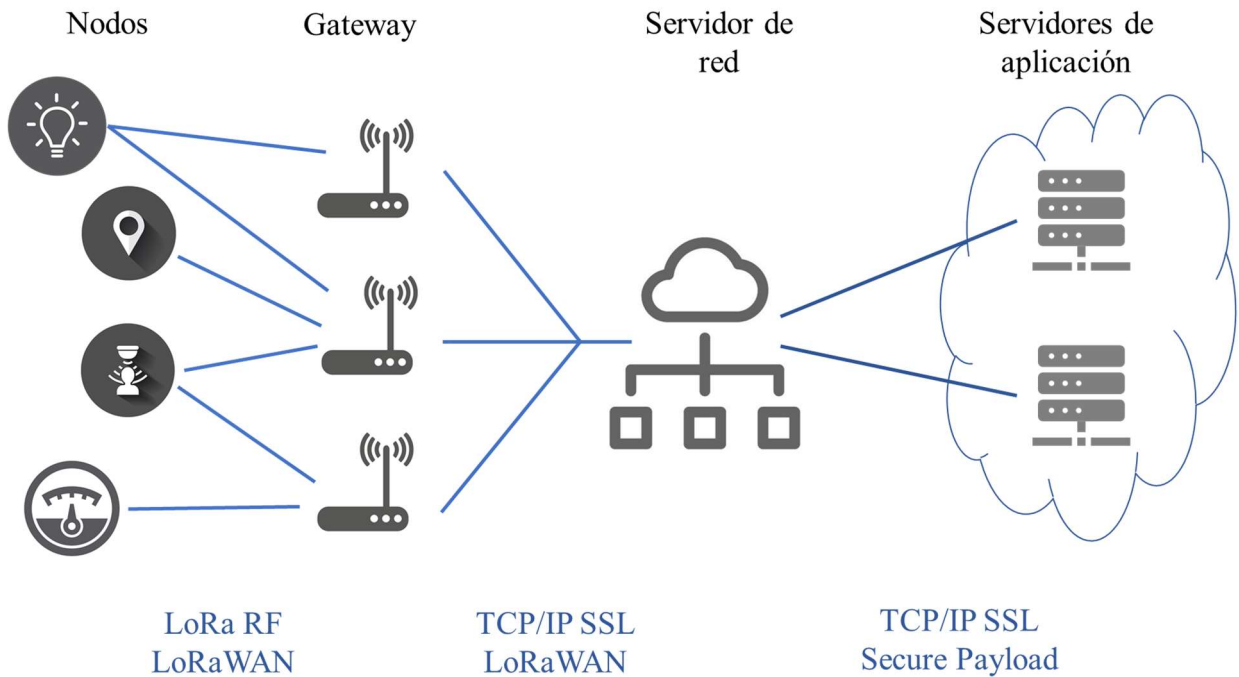 Nodos
Gateway
Servidor de
red
Servidores de
aplicación
LoRa RF
LoRaWAN
TCP/IP SSL
LoRaWAN
TCP/IP SSL
Secure Payload